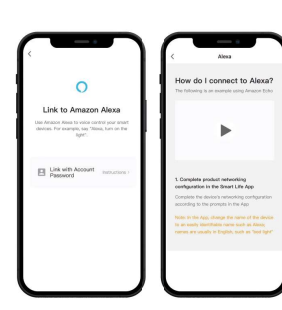 Link to Amazon Alexa
Use Amazon Alexa to voice control your smart
devices. For example, say "Alexa, turn on the
light".
Link with Account
Password
Instructions >
Alexa
How do I connect to Alexa?
The following is an example using Amazon Echo
1. Complete product networking
configuration in the Smart Life App
Complete the device's networking configuration
according to the prompts in the App
Note: In the App, change the name of the device
to an easily identifiable name such as Alexa;
names are usually in English, such as "bed light"